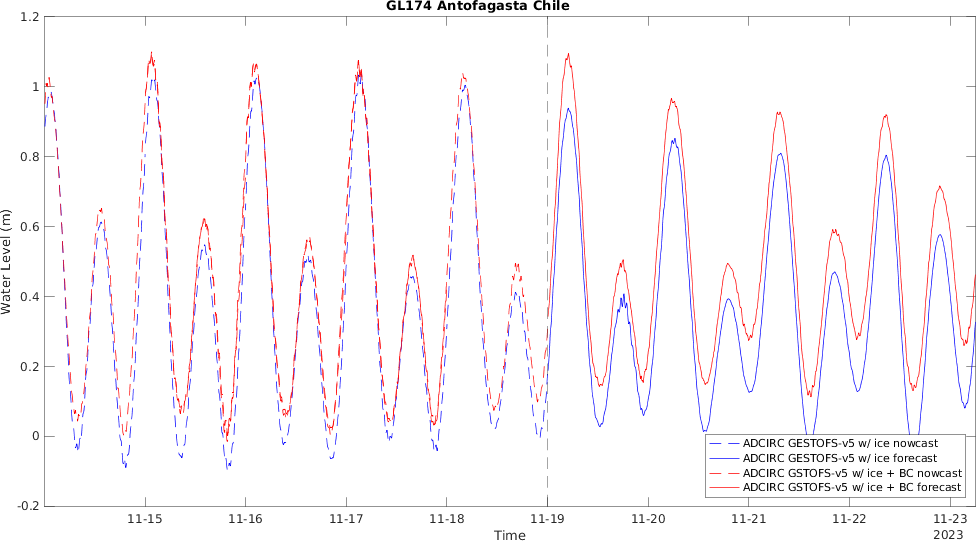 GL174 Antofagasta Chile
1.2
1
0.8
0.6
0.4
0.2
0
-0.2
Water Level (m)
ADCIRC GESTOFS-v5 w/ ice nowcast
ADCIRC GESTOFS-v5 w/ ice forecast
ADCIRC GSTOFS-v5 w/ ice + BC nowcast
ADCIRC GSTOFS-v5 w/ ice + BC forecast
11-15 11-16 11-17 11-18 11-19 11-20 11-21 11-22 11-23
Time 2023